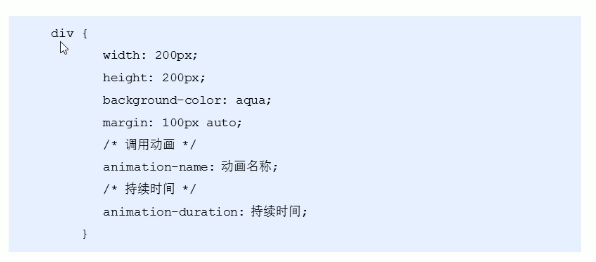 div {
width: 200px;
height: 200px;
background-color: aqua;
margin: 100px auto;
/* 调用动画 */
animation-name: 动画名称;
/* 持续时间 */
animation-duration: 持续时间;
}